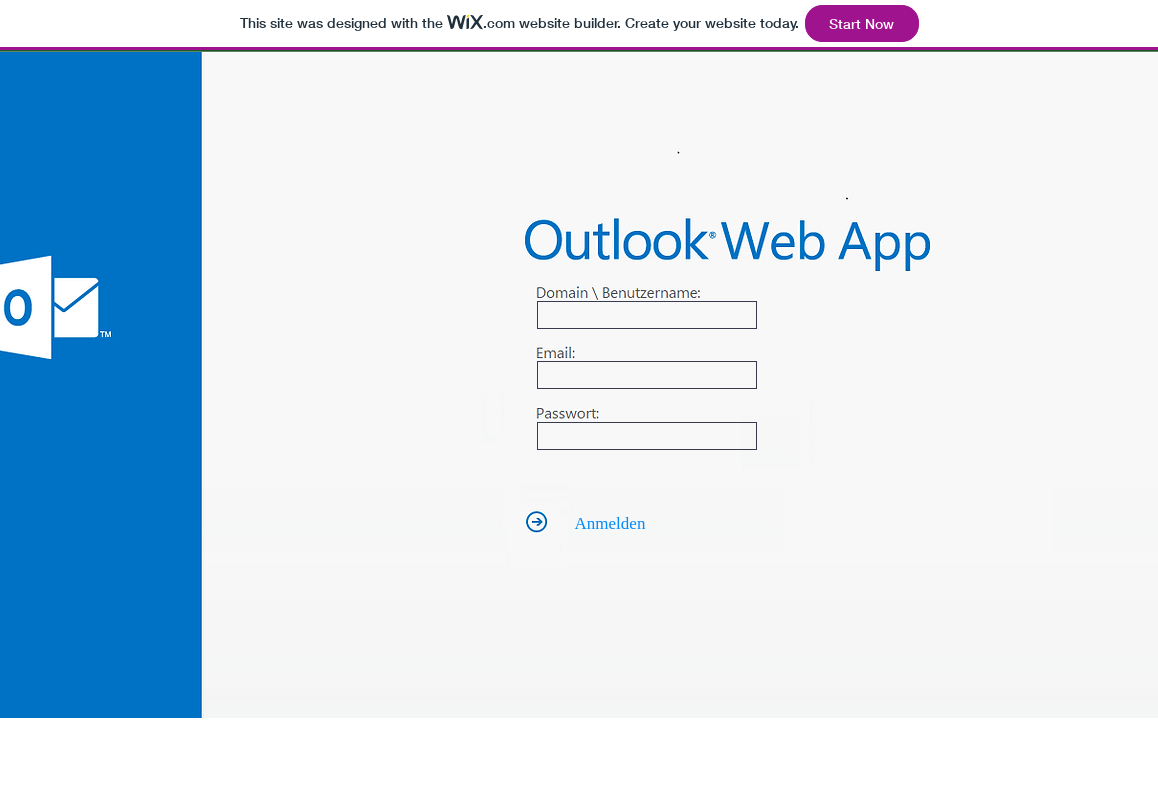 This site was designed with the WiX.com website builder. Create your website today. Start Now
Outlook® Web App
Domain \ Benutzername:
O
TM
Email:
Passwort:
Anmelden